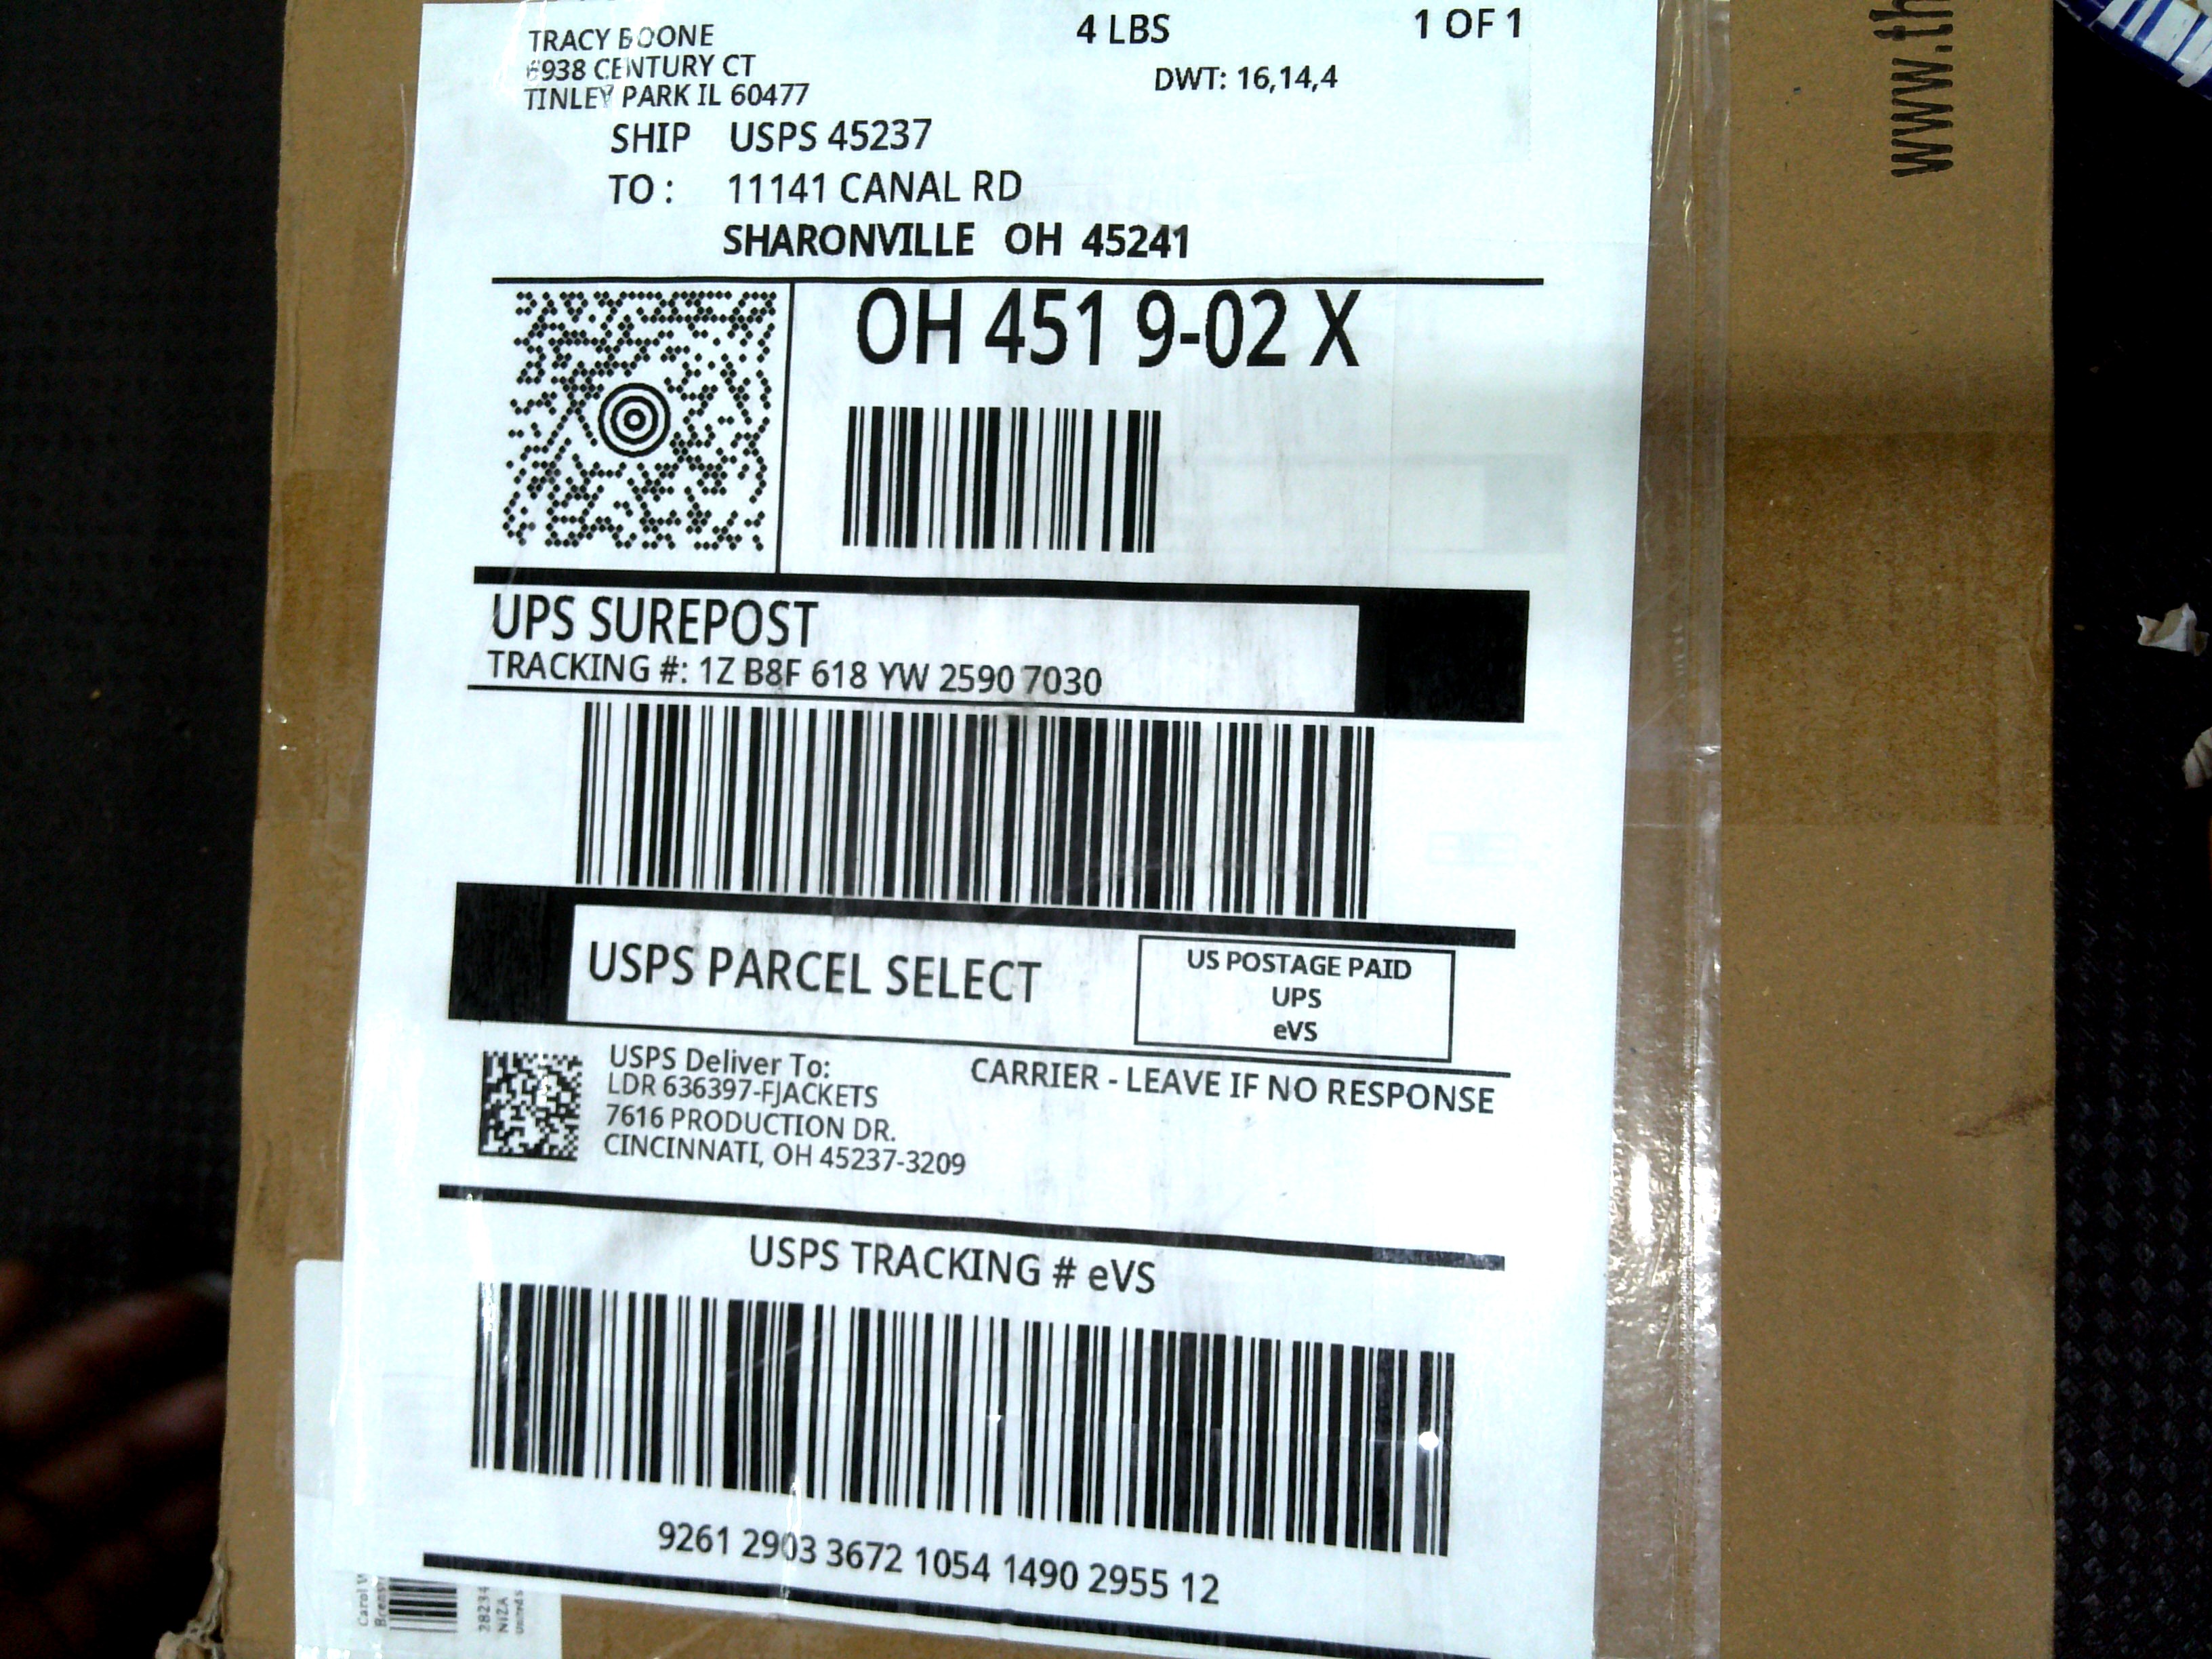 TRACY BOONE
6938 CENTURY CT
TINLEY PARK IL 60477
4 LBS
1 OF 1
DWT: 16,14,4
SHIP USPS 45237
TO : 11141 CANAL RD
SHARONVILLE OH 45241
OH 451 9-02 X
UPS SUREPOST
TRACKING #: 1Z B8F 618 YW 2590 7030
USPS PARCEL SELECT
US POSTAGE PAID
UPS
eVS
USPS Deliver To:
LDR 636397-FJACKETS
7616 PRODUCTION DR.
CINCINNATI, OH 45237-3209
CARRIER - LEAVE IF NO RESPONSE
USPS TRACKING # eVS
9261 2903 3672 1054 1490 2955 12
www.th
Carol